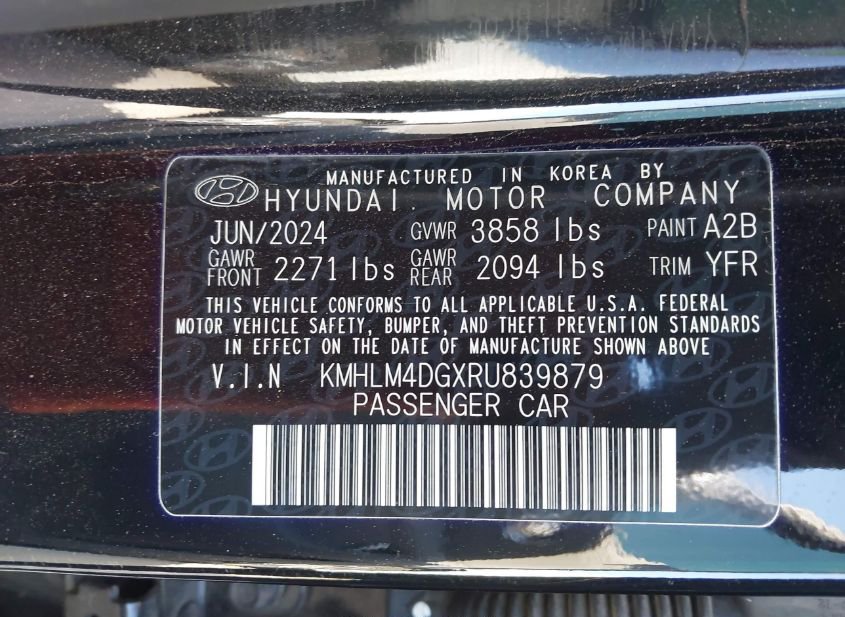 MANUFACTURED IN KOREA BY
HYUNDAI MOTOR COMPANY
JUN/2024 GVWR 3858 lbs PAINT A2B
GAWR FRONT 2271 lbs GAWR REAR 2094 lbs TRIM YFR
THIS VEHICLE CONFORMS TO ALL APPLICABLE U.S.A. FEDERAL
MOTOR VEHICLE SAFETY, BUMPER, AND THEFT PREVENTION STANDARDS
IN EFFECT ON THE DATE OF MANUFACTURE SHOWN ABOVE
V.I.N KMHLM4DGXRU839879
PASSENGER CAR